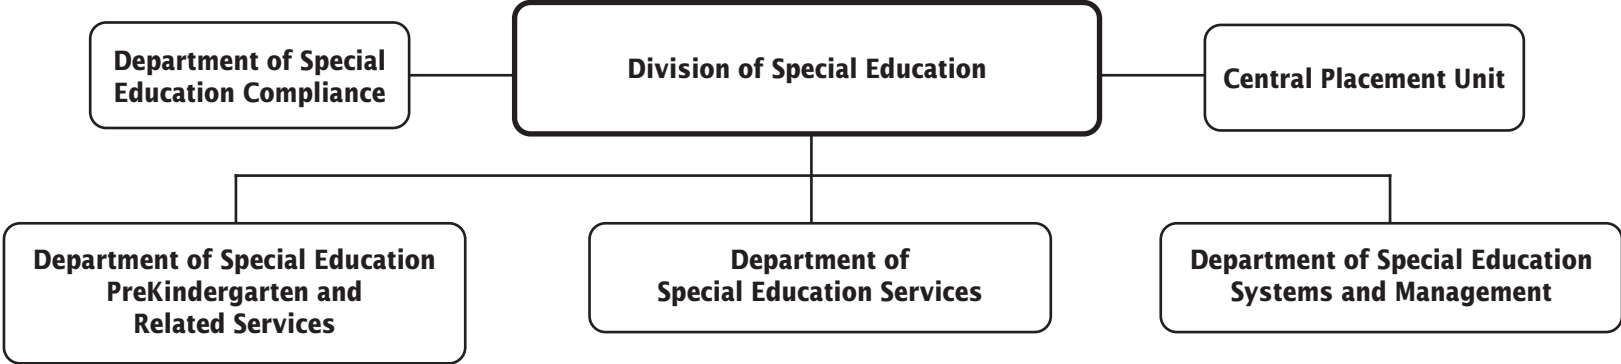 Department of Special
Education Compliance
Division of Special Education
Central Placement Unit
Department of Special Education
PreKindergarten and
Related Services
Department of
Special Education Services
Department of Special Education
Systems and Management